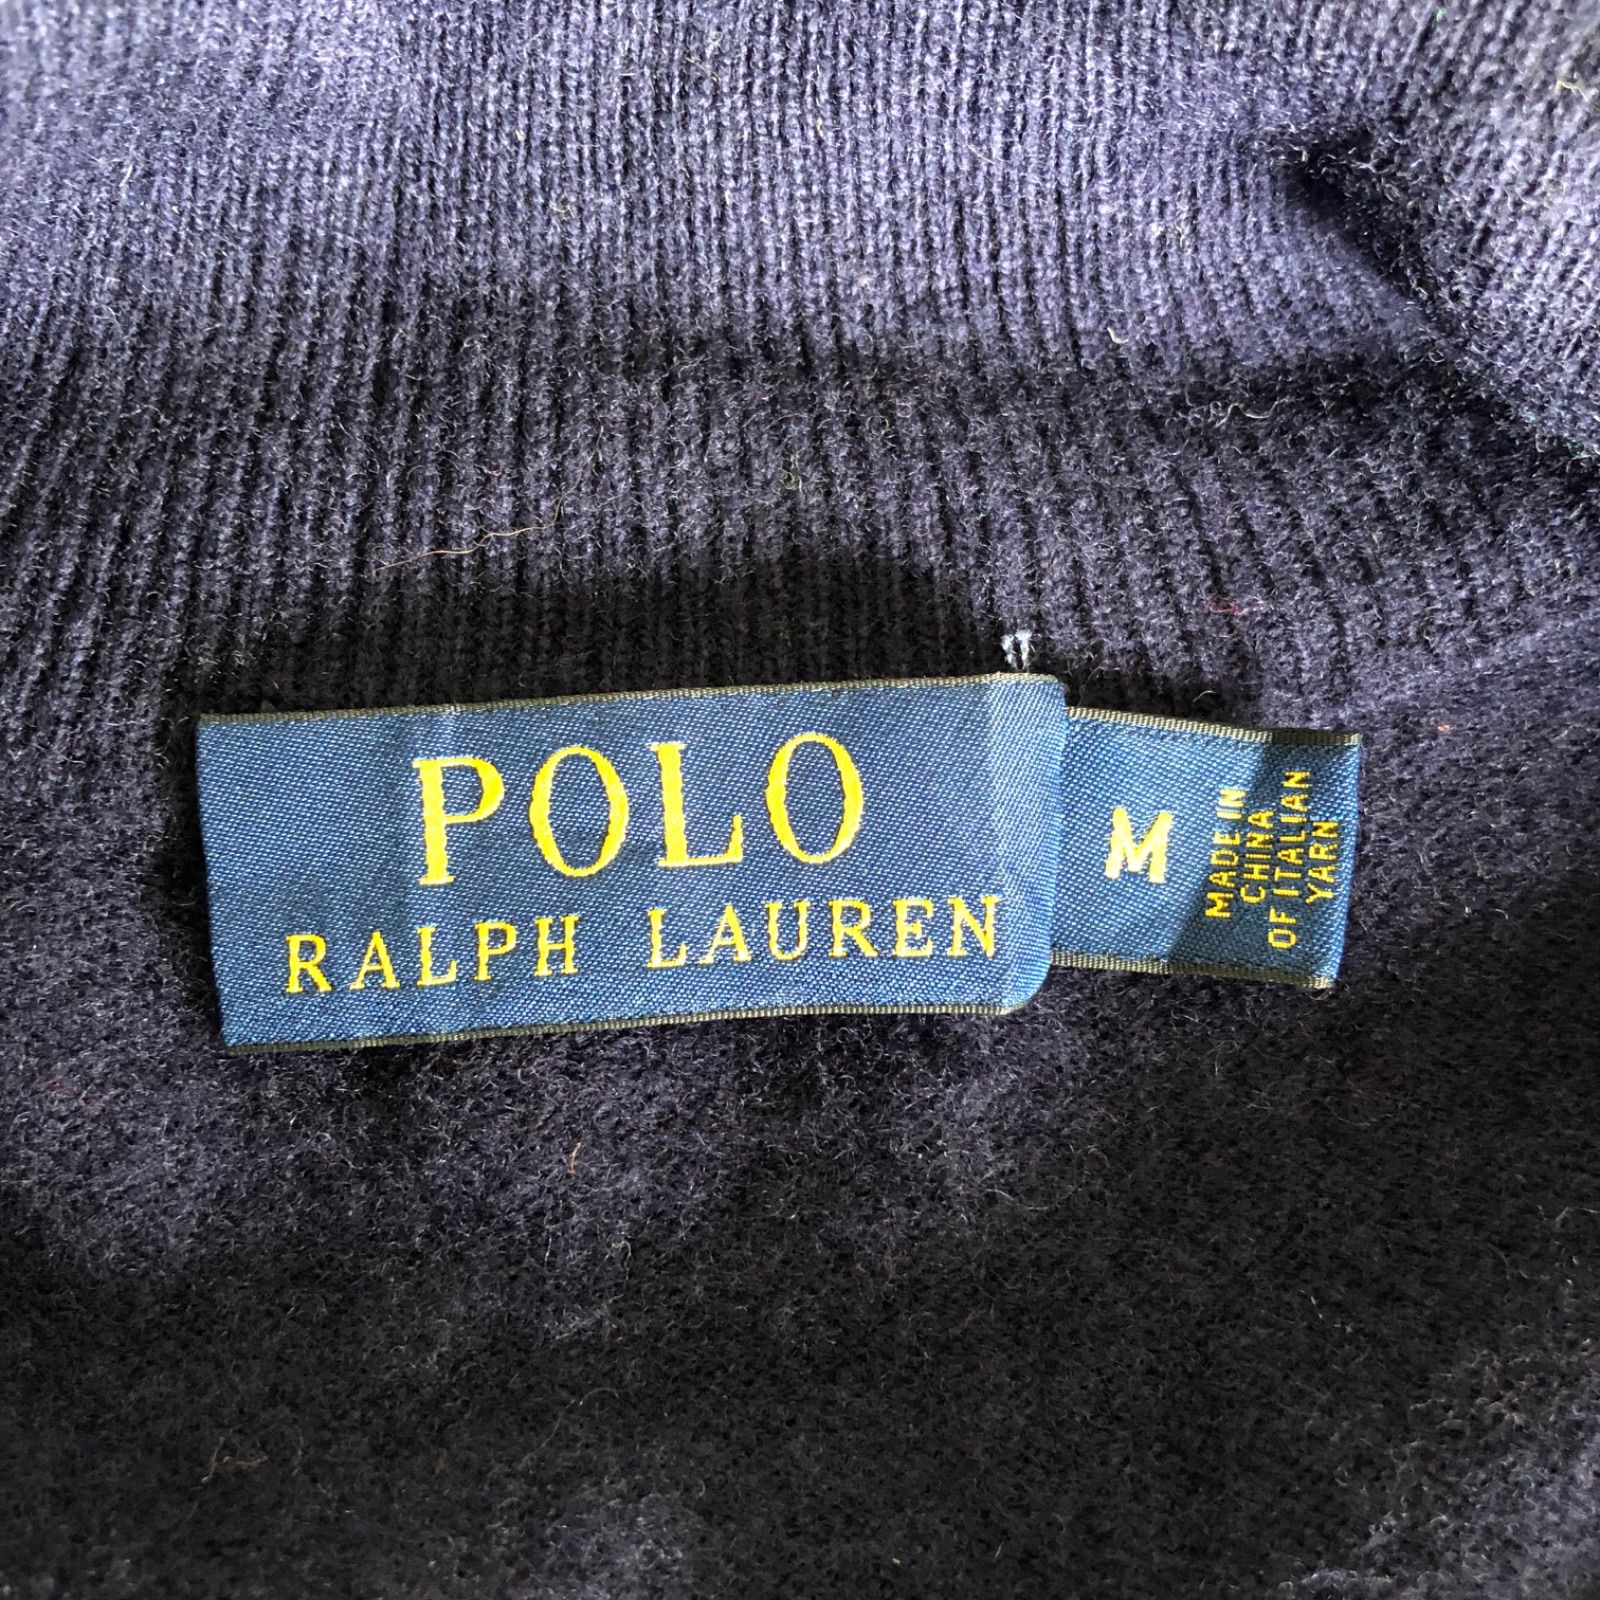 POLO
RALPH LAUREN
M
MADE IN
CHINA
OF ITALIAN
YARN